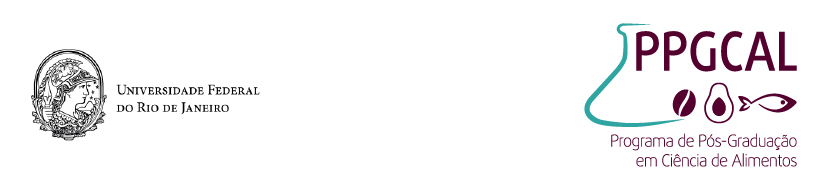 UNIVERSIDADE FEDERAL
DO RIO DE JANEIRO
PPGCAL
Programa de Pós-Graduação
em Ciência de Alimentos